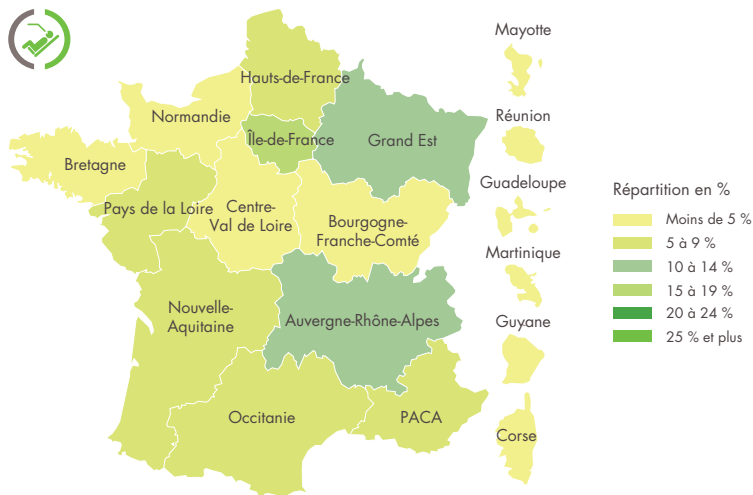 Mayotte
Hauts-de-France
Normandie
Île-de-France
Grand Est
Réunion
Bretagne
Guadeloupe
Pays de la Loire
Centre-
Val de Loire
Bourgogne-
Franche-Comté
Martinique
Nouvelle-
Aquitaine
Auvergne-Rhône-Alpes
Guyane
Occitanie
PACA
Corse
Répartition en %
Moins de 5 %
5 à 9 %
10 à 14 %
15 à 19 %
20 à 24 %
25 % et plus